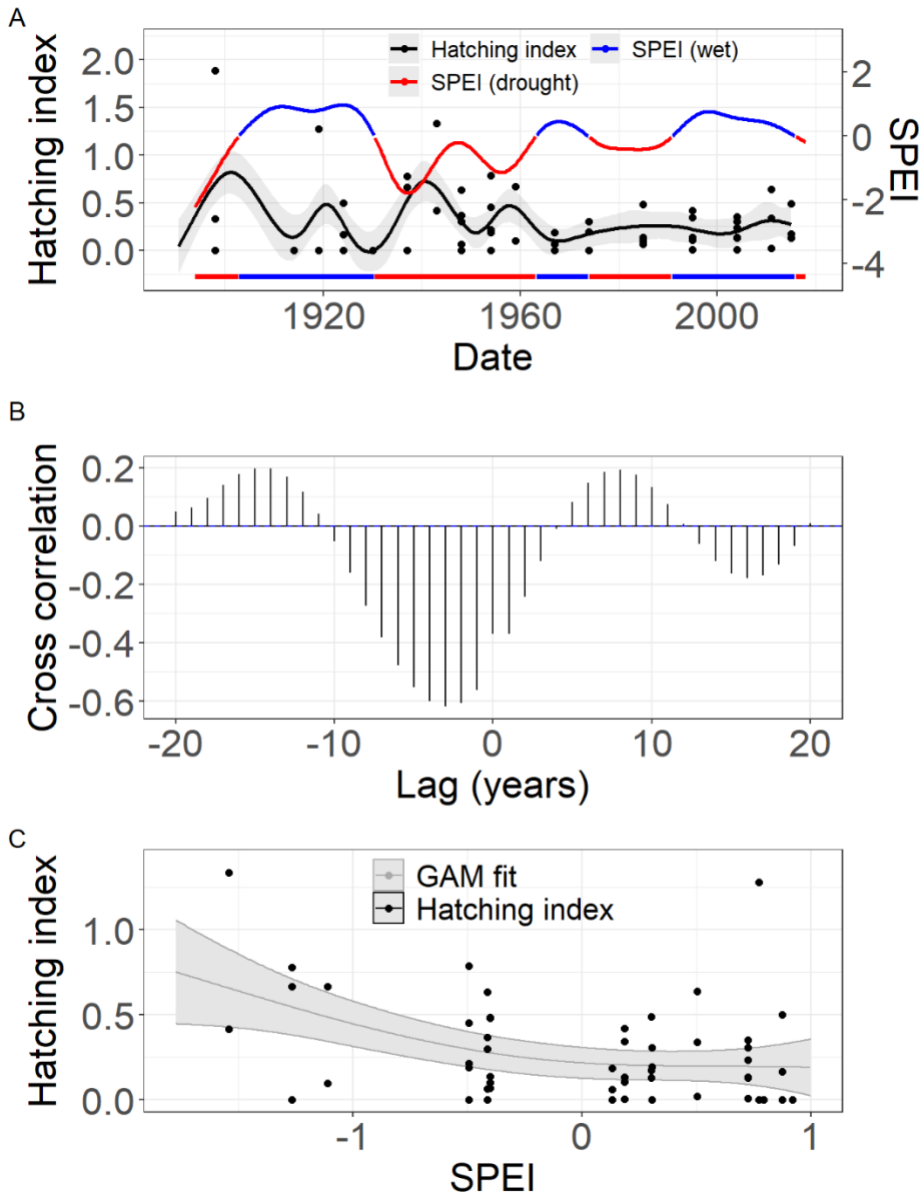 A
Hatching index
2.0
1.5
1.0
0.5
0.0
Hatching index
SPEI (wet)
SPEI (drought)
2
0
-2
-4
SPEI
1920
1960
2000
Date
B
Cross correlation
0.2
0.0
-0.2
-0.4
-0.6
-20
-10
0
10
20
Lag (years)
C
Hatching index
1.0
0.5
0.0
GAM fit
Hatching index
-1
0
1
SPEI